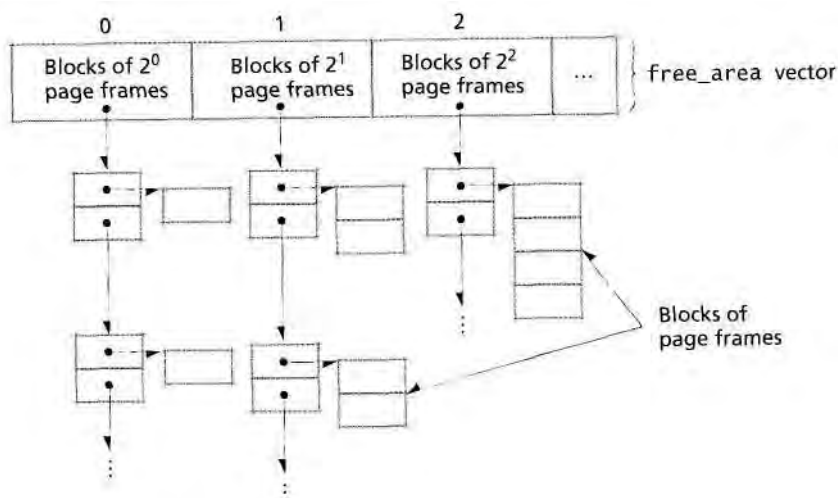 0 1 2
Blocks of 2⁰ Blocks of 2¹ Blocks of 2²
page frames page frames page frames ... free_area vector
Blocks of
page frames